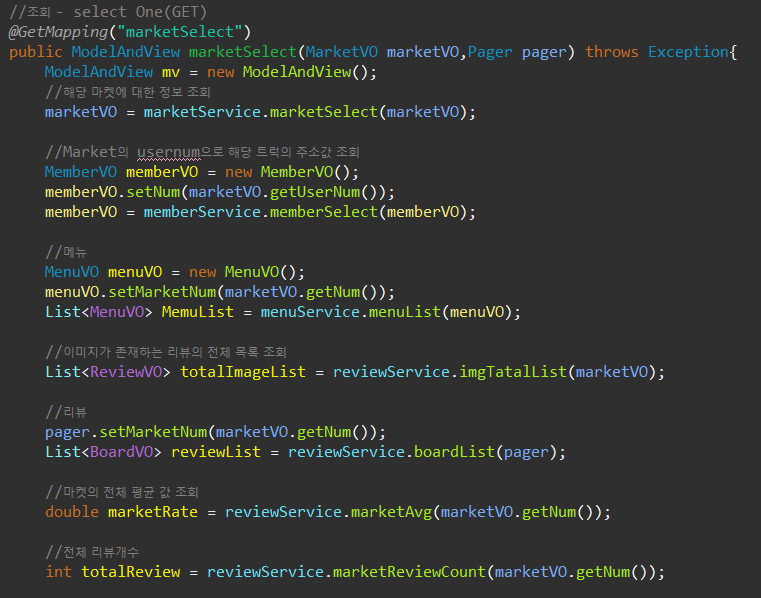 //조회 - select One(GET)
@GetMapping("marketSelect")
public ModelAndView marketSelect(MarketVO marketVO,Pager pager) throws Exception{
ModelAndView mv = new ModelAndView();
//해당 마켓에 대한 정보 조회
marketVO = marketService.marketSelect(marketVO);
//Market의 usernum으로 해당 트럭의 주소값 조회
MemberVO memberVO = new MemberVO();
memberVO.setNum(marketVO.getUserNum());
memberVO = memberService.memberSelect(memberVO);
//메뉴
MenuVO menuVO = new MenuVO();
menuVO.setMarketNum(marketVO.getNum());
List<MenuVO> MemuList = menuService.menuList(menuVO);
//이미지가 존재하는 리뷰의 전체 목록 조회
List<ReviewVO> totalImageList = reviewService.imgTatalList(marketVO);
//리뷰
pager.setMarketNum(marketVO.getNum());
List<BoardVO> reviewList = reviewService.boardList(pager);
//마켓의 전체 평균 값 조회
double marketRate = reviewService.marketAvg(marketVO.getNum());
//전체 리뷰개수
int totalReview = reviewService.marketReviewCount(marketVO.getNum());